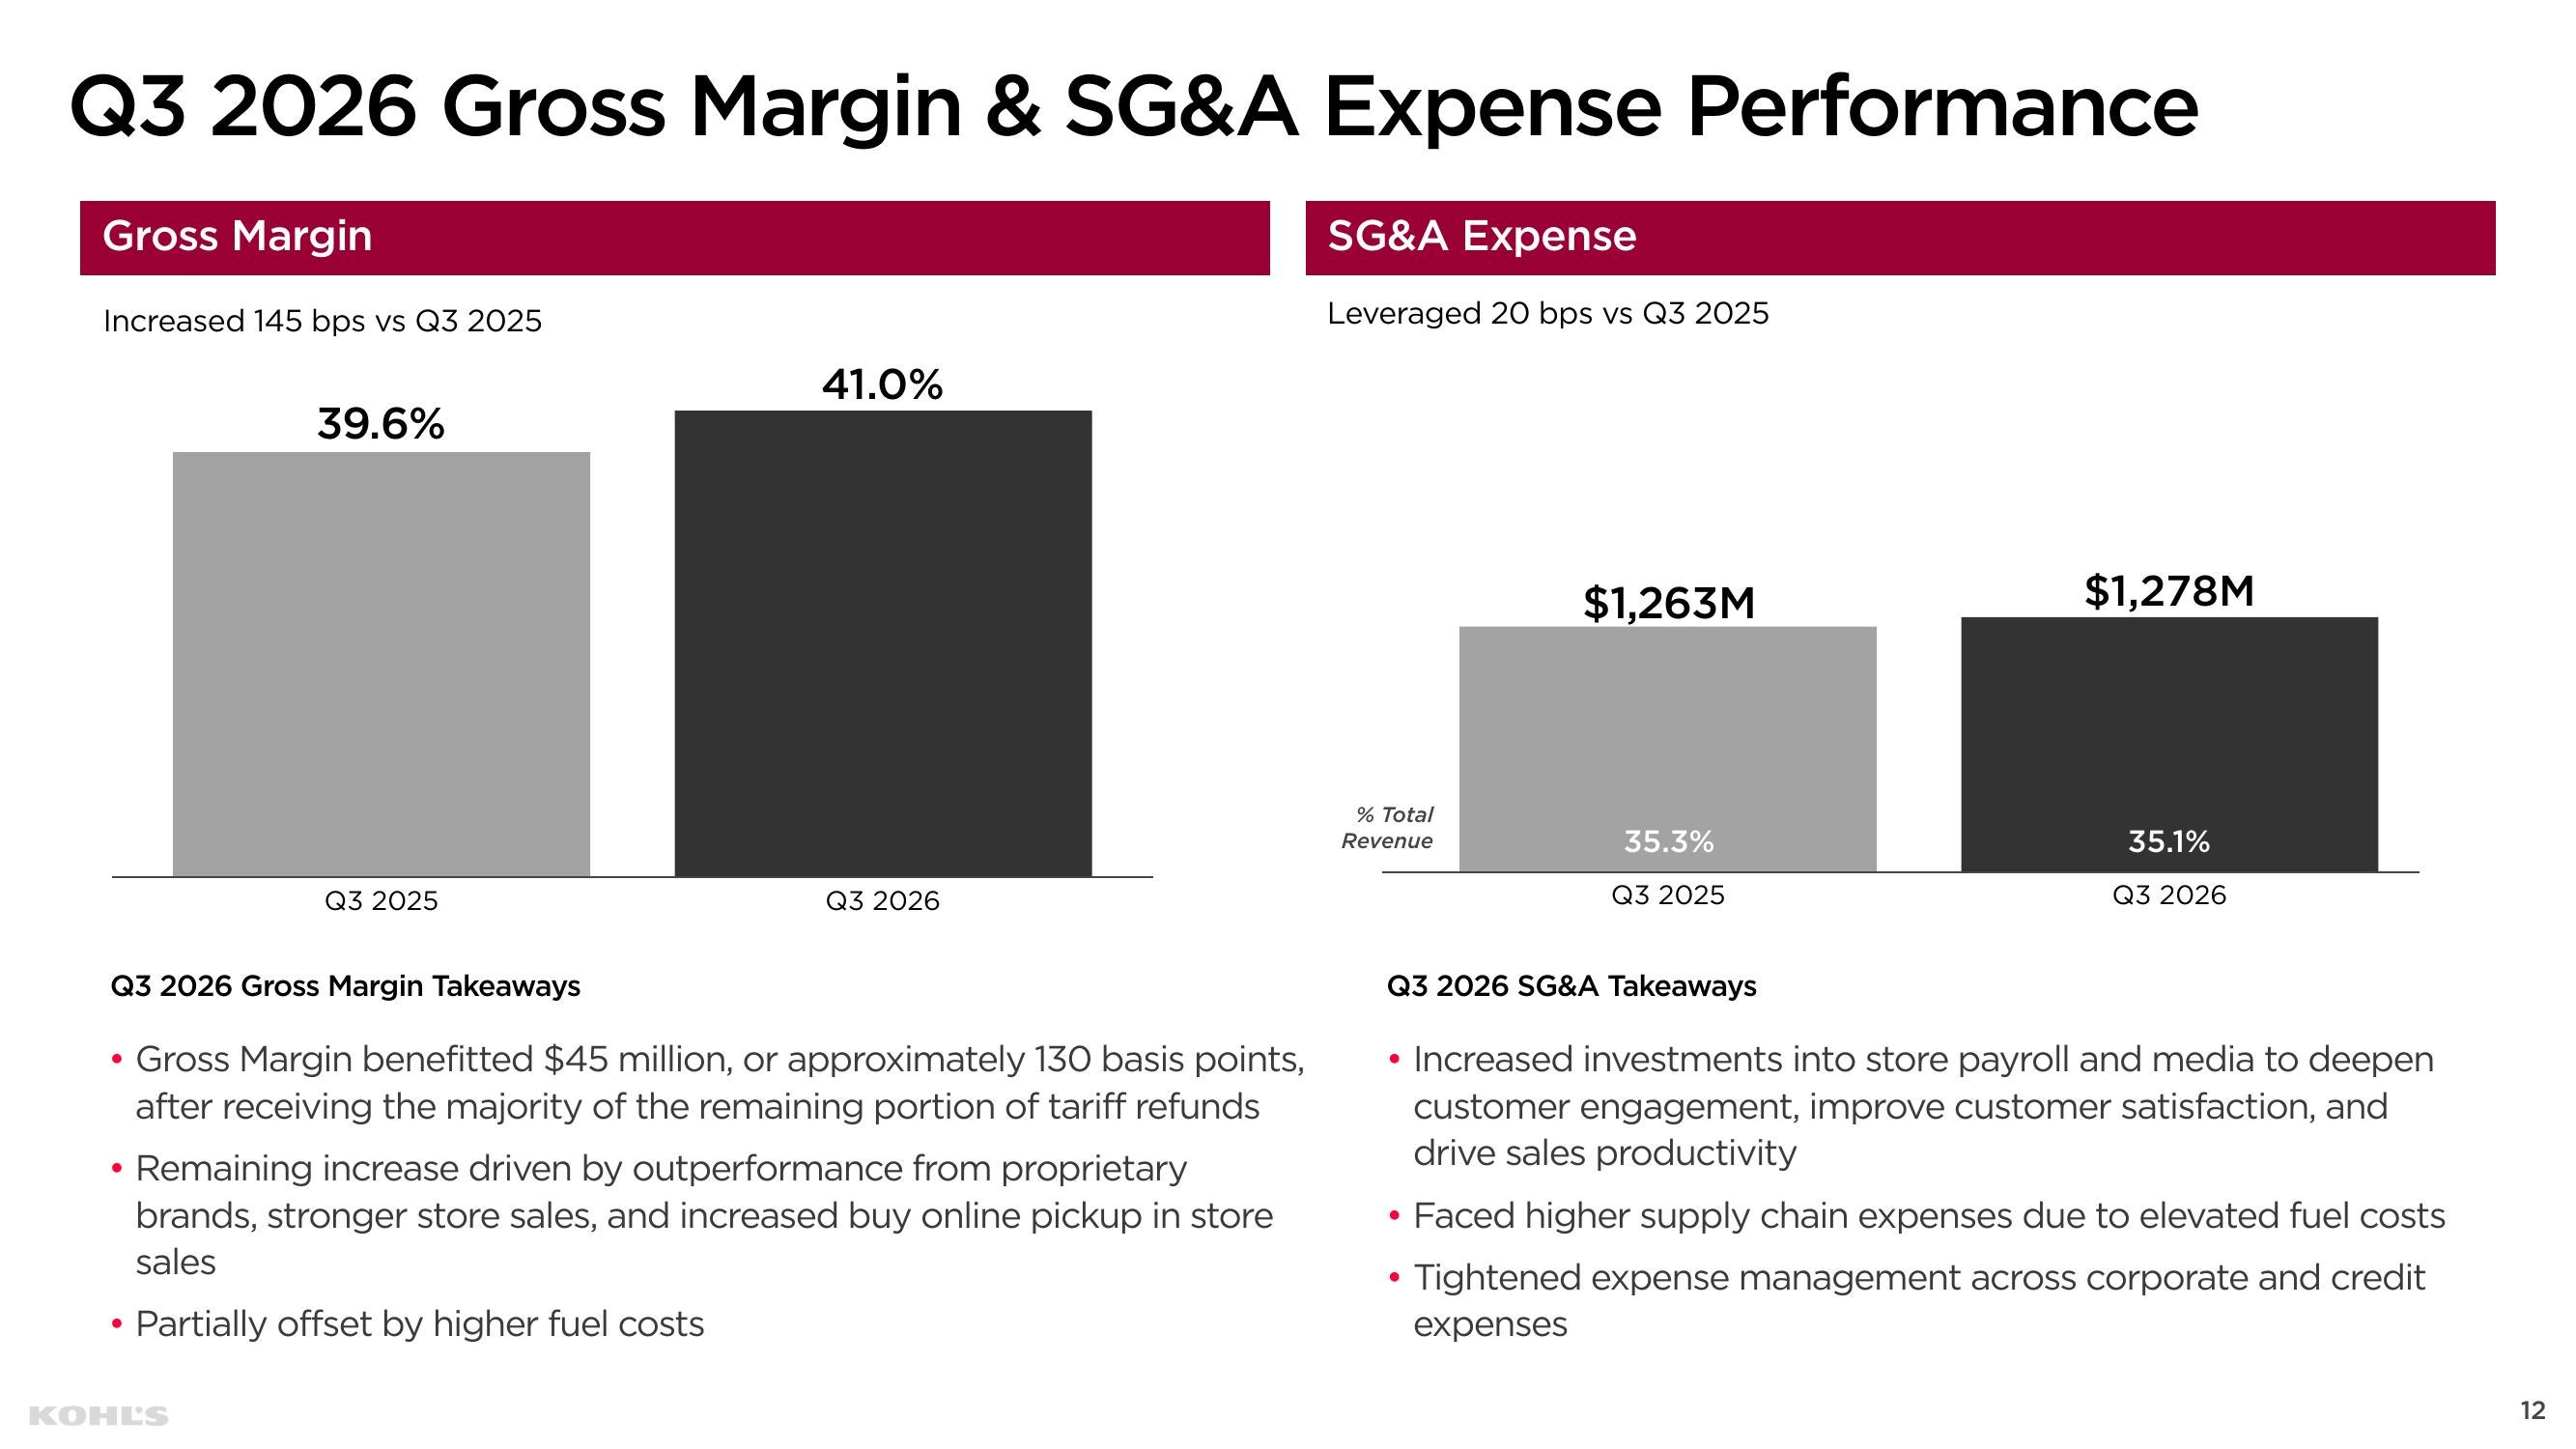 Q3 2026 Gross Margin & SG&A Expense Performance
Gross Margin
Increased 145 bps vs Q3 2025
39.6%
41.0%
Q3 2025
Q3 2026
Q3 2026 Gross Margin Takeaways
• Gross Margin benefitted $45 million, or approximately 130 basis points,
after receiving the majority of the remaining portion of tariff refunds
• Remaining increase driven by outperformance from proprietary
brands, stronger store sales, and increased buy online pickup in store
sales
• Partially offset by higher fuel costs
SG&A Expense
Leveraged 20 bps vs Q3 2025
$1,263M
$1,278M
% Total
Revenue
35.3%
35.1%
Q3 2025
Q3 2026
Q3 2026 SG&A Takeaways
• Increased investments into store payroll and media to deepen
customer engagement, improve customer satisfaction, and
drive sales productivity
• Faced higher supply chain expenses due to elevated fuel costs
• Tightened expense management across corporate and credit
expenses
KOHL'S
12